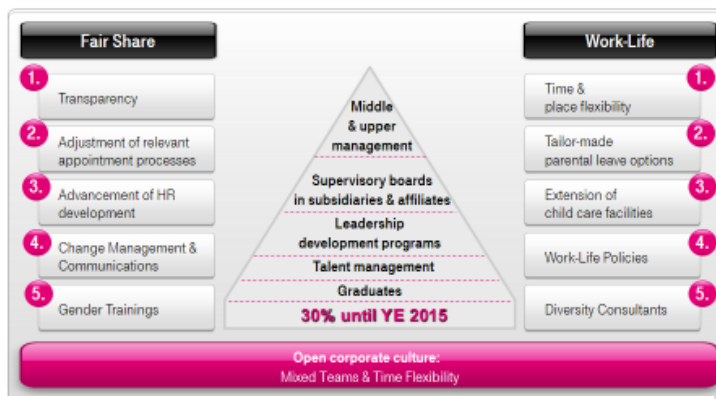 Fair Share
1.
Transparency
2.
Adjustment of relevant
appointment processes
3.
Advancement of HR
development
4.
Change Management &
Communications
5.
Gender Trainings
Middle
& upper
management
Supervisory boards
in subsidiaries & affiliates
Leadership
development programs
Talent management
Graduates
30% until YE 2015
Work-Life
1.
Time &
place flexibility
2.
Tailor-made
parental leave options
3.
Extension of
child care facilities
4.
Work-Life Policies
5.
Diversity Consultants
Open corporate culture:
Mixed Teams & Time Flexibility